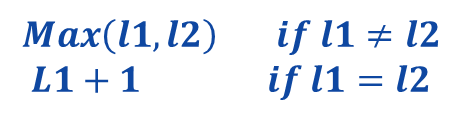 Max(l1, l2) if l1 ≠ l2
L1 + 1 if l1 = l2